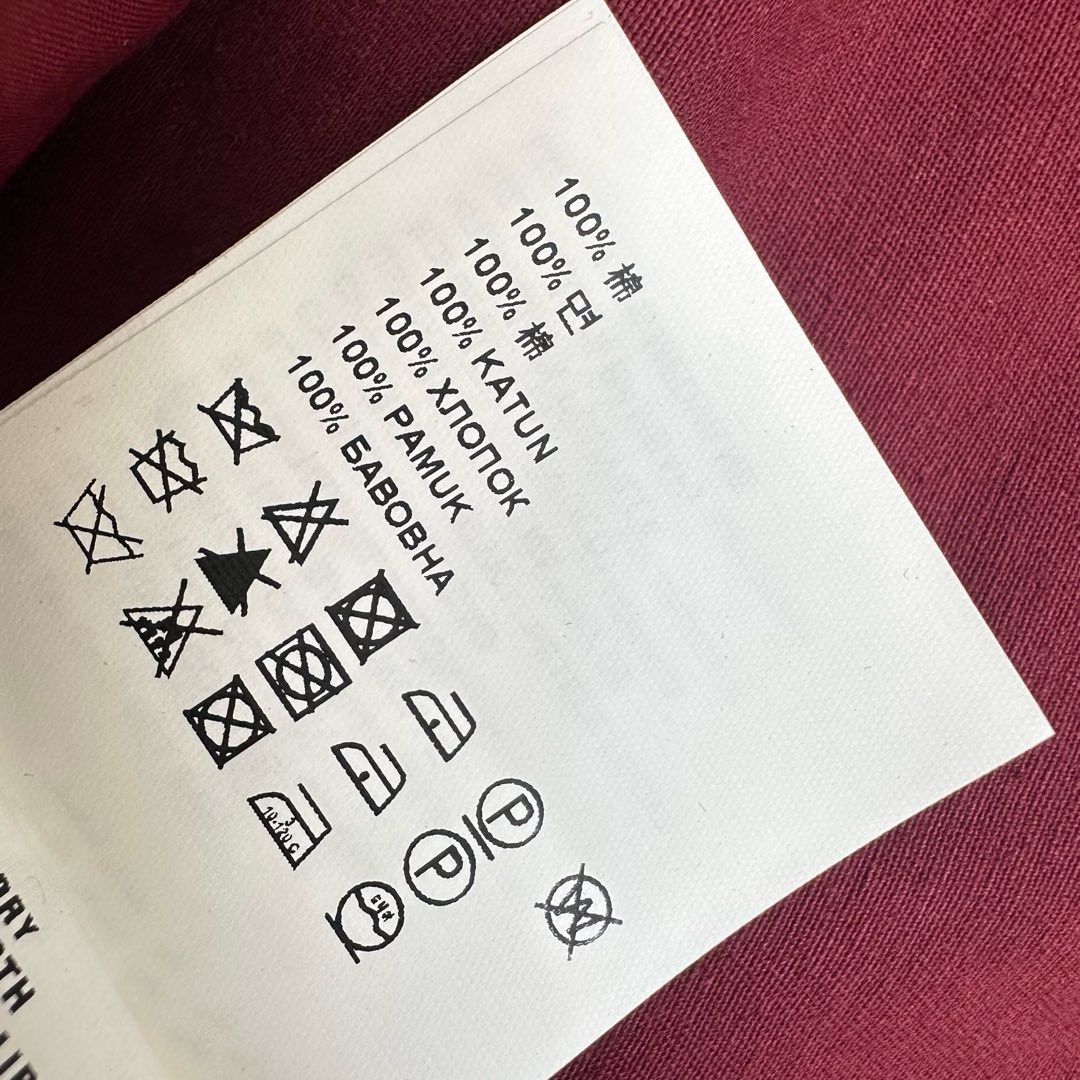 100% 棉
100% 면
100% 棉
100% KATUN
100% ХЛОПОК
100% PAMUK
100% БАВОВНА
P
P